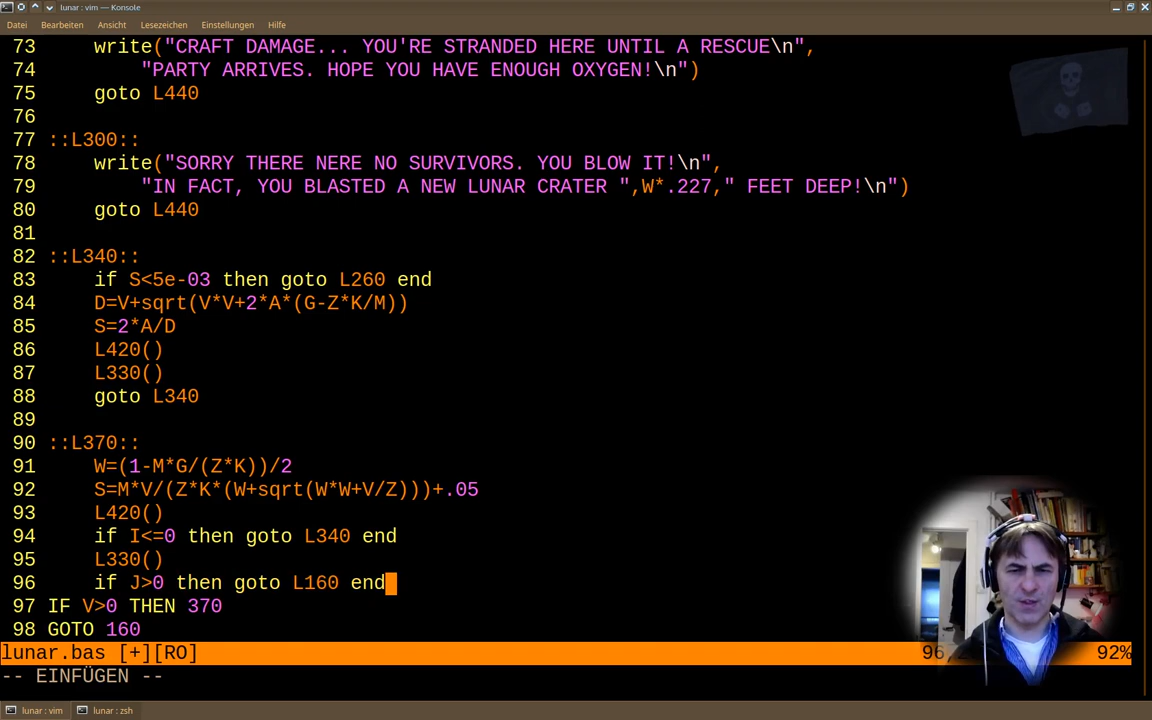 lunar : vim — Konsole
Datei Bearbeiten Ansicht Lesezeichen Einstellungen Hilfe
73 write("CRAFT DAMAGE... YOU'RE STRANDED HERE UNTIL A RESCUE\n",
74 "PARTY ARRIVES. HOPE YOU HAVE ENOUGH OXYGEN!\n")
75 goto L440
76
77 ::L300::
78 write("SORRY THERE NERE NO SURVIVORS. YOU BLOW IT!\n",
79 "IN FACT, YOU BLASTED A NEW LUNAR CRATER ",W*.227," FEET DEEP!\n")
80 goto L440
81
82 ::L340::
83 if S<5e-03 then goto L260 end
84 D=V+sqrt(V*V+2*A*(G-Z*K/M))
85 S=2*A/D
86 L420()
87 L330()
88 goto L340
89
90 ::L370::
91 W=(1-M*G/(Z*K))/2
92 S=M*V/(Z*K*(W+sqrt(W*W+V/Z)))+.05
93 L420()
94 if I<=0 then goto L340 end
95 L330()
96 if J>0 then goto L160 end
97 IF V>0 THEN 370
98 GOTO 160
lunar.bas [+][RO] 96, 92%
-- EINFÜGEN --
lunar : vim lunar : zsh